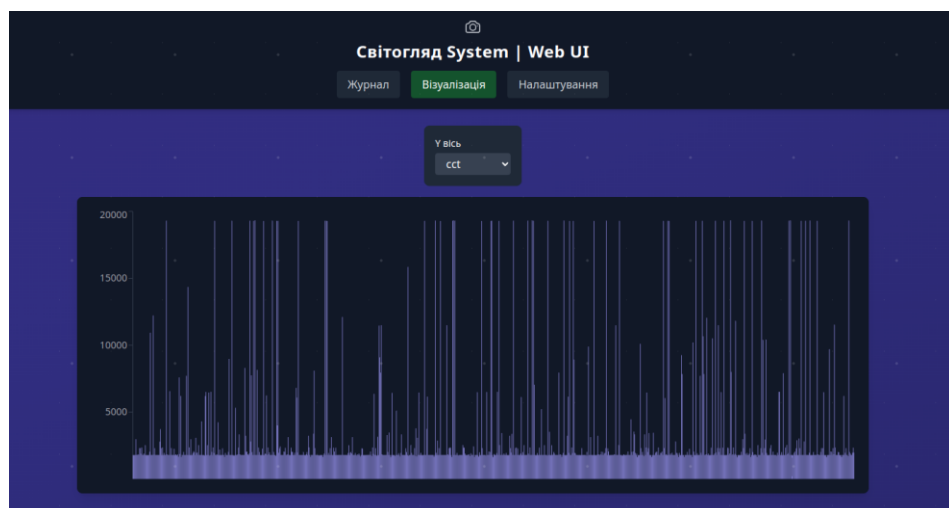 Світогляд System | Web UI
Журнал Візуалізація Налаштування
Y вісь
cct
20000
15000
10000
5000